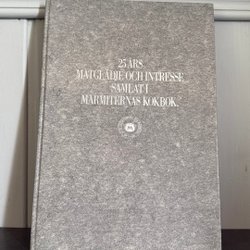 25 ÅRS
MATGLÄDJE OCH INTRESSE
SAMLAT I
MARMITERNAS KOKBOK.